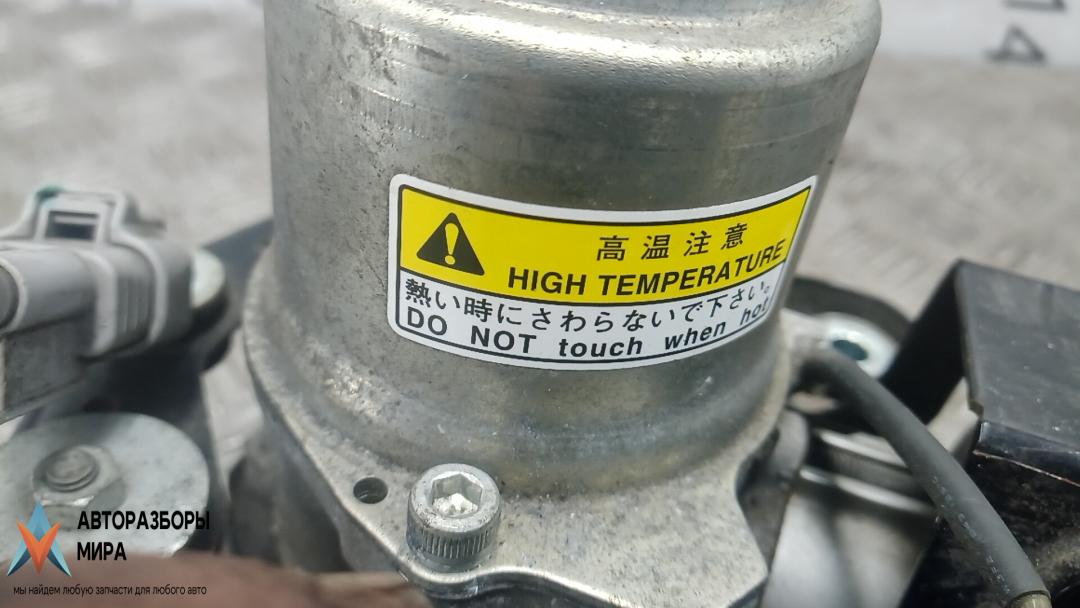 高温注意
HIGH TEMPERATURE
熱い時にさわらないで下さい。
DO NOT touch when hot
АВТОРАЗБОРЫ
МИРА
мы найдем любую запчасти для любого авто